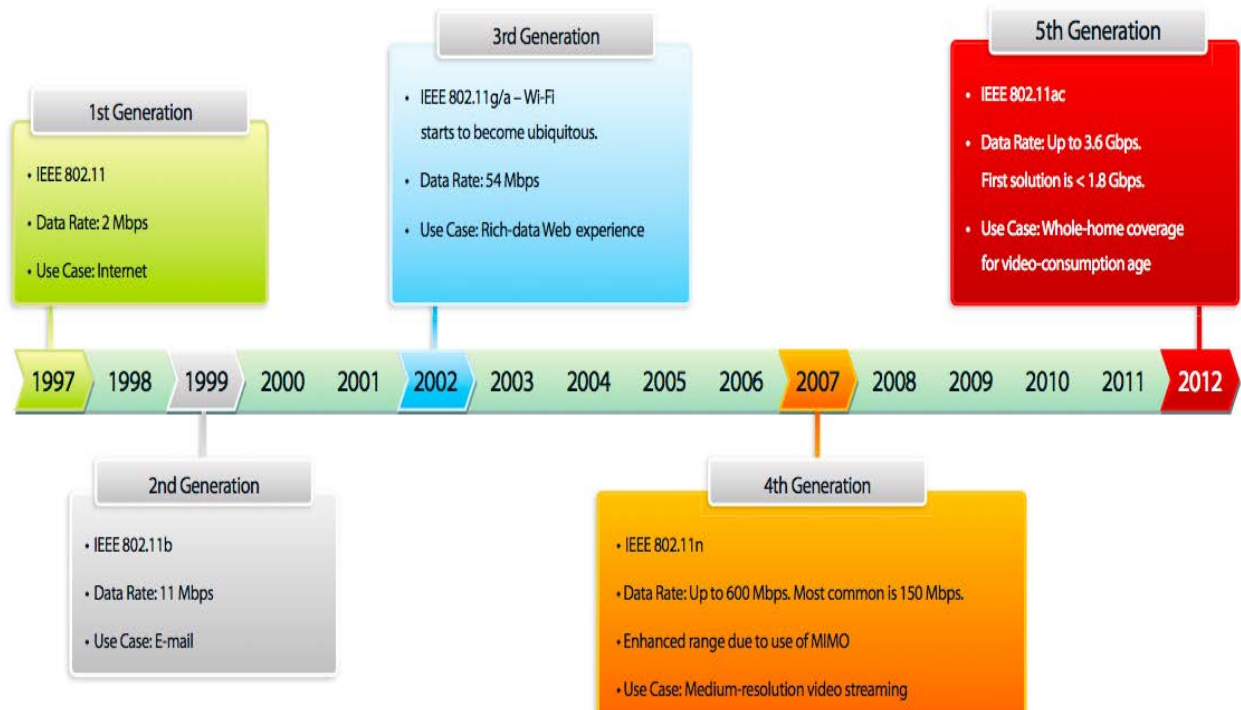 1st Generation
• IEEE 802.11
• Data Rate: 2 Mbps
• Use Case: Internet
3rd Generation
• IEEE 802.11g/a – Wi-Fi
starts to become ubiquitous.
• Data Rate: 54 Mbps
• Use Case: Rich-data Web experience
5th Generation
• IEEE 802.11ac
• Data Rate: Up to 3.6 Gbps.
First solution is < 1.8 Gbps.
• Use Case: Whole-home coverage
for video-consumption age
1997 1998 1999 2000 2001 2002 2003 2004 2005 2006 2007 2008 2009 2010 2011 2012
2nd Generation
• IEEE 802.11b
• Data Rate: 11 Mbps
• Use Case: E-mail
4th Generation
• IEEE 802.11n
• Data Rate: Up to 600 Mbps. Most common is 150 Mbps.
• Enhanced range due to use of MIMO
• Use Case: Medium-resolution video streaming